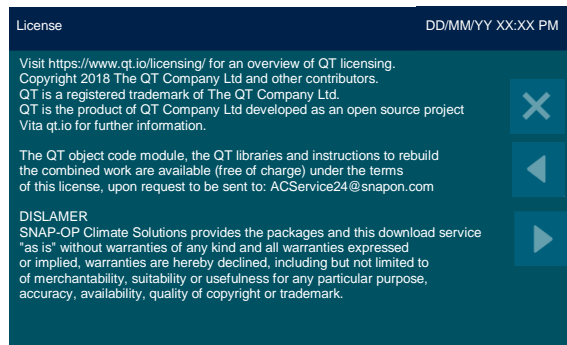 License
DD/MM/YY XX:XX PM
Visit https://www.qt.io/licensing/ for an overview of QT licensing.
Copyright 2018 The QT Company Ltd and other contributors.
QT is a registered trademark of The QT Company Ltd.
QT is the product of QT Company Ltd developed as an open source project
Vita qt.io for further information.
The QT object code module, the QT libraries and instructions to rebuild
the combined work are available (free of charge) under the terms
of this license, upon request to be sent to: ACService24@snapon.com
DISLAMER
SNAP-OP Climate Solutions provides the packages and this download service
"as is" without warranties of any kind and all warranties expressed
or implied, warranties are hereby declined, including but not limited to
of merchantability, suitability or usefulness for any particular purpose,
accuracy, availability, quality of copyright or trademark.